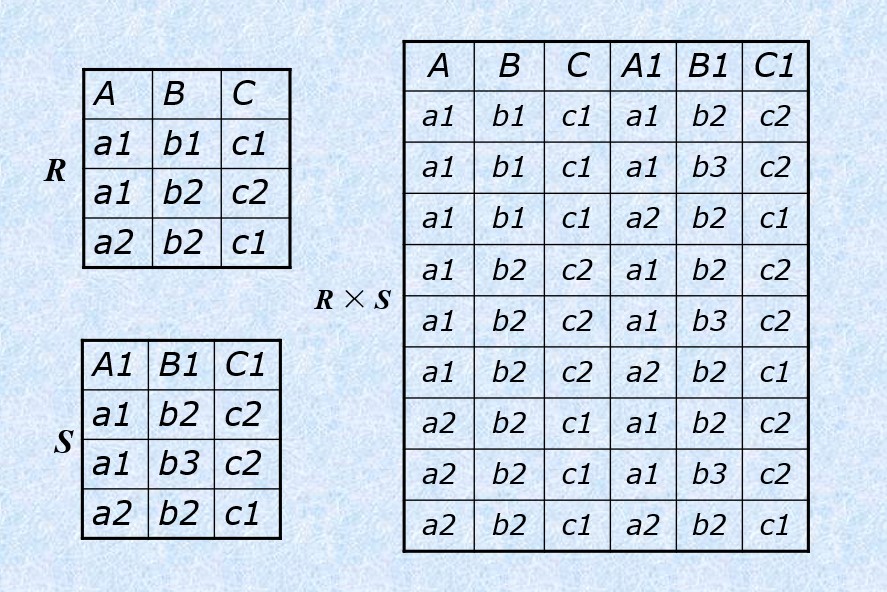 R
A B C
a1 b1 c1
a1 b2 c2
a2 b2 c1
S
A1 B1 C1
a1 b2 c2
a1 b3 c2
a2 b2 c1
R × S
A B C A1 B1 C1
a1 b1 c1 a1 b2 c2
a1 b1 c1 a1 b3 c2
a1 b1 c1 a2 b2 c1
a1 b2 c2 a1 b2 c2
a1 b2 c2 a1 b3 c2
a1 b2 c2 a2 b2 c1
a2 b2 c1 a1 b2 c2
a2 b2 c1 a1 b3 c2
a2 b2 c1 a2 b2 c1